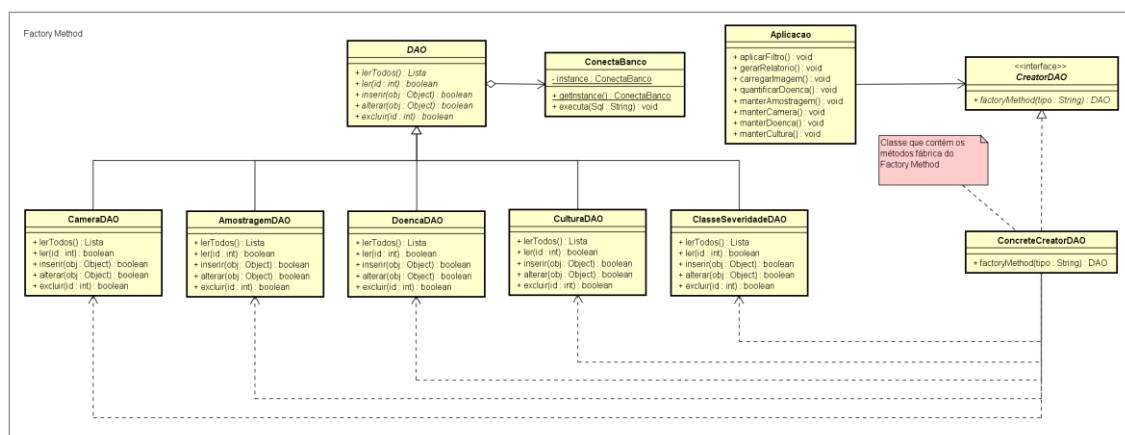 Factory Method
DAO
+ lerTodos() : Lista
+ ler(id : int) : boolean
+ inserir(obj : Object) : boolean
+ alterar(obj : Object) : boolean
+ excluir(id : int) : boolean
ConectaBanco
- instance : ConectaBanco
+ getInstance() : ConectaBanco
+ executa(Sql : String) : void
Aplicacao
+ aplicarFiltro() : void
+ gerarRelatorio() : void
+ carregarImagem() : void
+ quantificarDoenca() : void
+ manterAmostragem() : void
+ manterCamera() : void
+ manterDoenca() : void
+ manterCultura() : void
<<interface>>
CreatorDAO
+ factoryMethod(tipo : String) : DAO
Classe que contém os
métodos fábrica do
Factory Method
CameraDAO
+ lerTodos() : Lista
+ ler(id : int) : boolean
+ inserir(obj : Object) : boolean
+ alterar(obj : Object) : boolean
+ excluir(id : int) : boolean
AmostragemDAO
+ lerTodos() : Lista
+ ler(id : int) : boolean
+ inserir(obj : Object) : boolean
+ alterar(obj : Object) : boolean
+ excluir(id : int) : boolean
DoencaDAO
+ lerTodos() : Lista
+ ler(id : int) : boolean
+ inserir(obj : Object) : boolean
+ alterar(obj : Object) : boolean
+ excluir(id : int) : boolean
CulturaDAO
+ lerTodos() : Lista
+ ler(id : int) : boolean
+ inserir(obj : Object) : boolean
+ alterar(obj : Object) : boolean
+ excluir(id : int) : boolean
ClasseSeveridadeDAO
+ lerTodos() : Lista
+ ler(id : int) : boolean
+ inserir(obj : Object) : boolean
+ alterar(obj : Object) : boolean
+ excluir(id : int) : boolean
ConcreteCreatorDAO
+ factoryMethod(tipo : String) : DAO